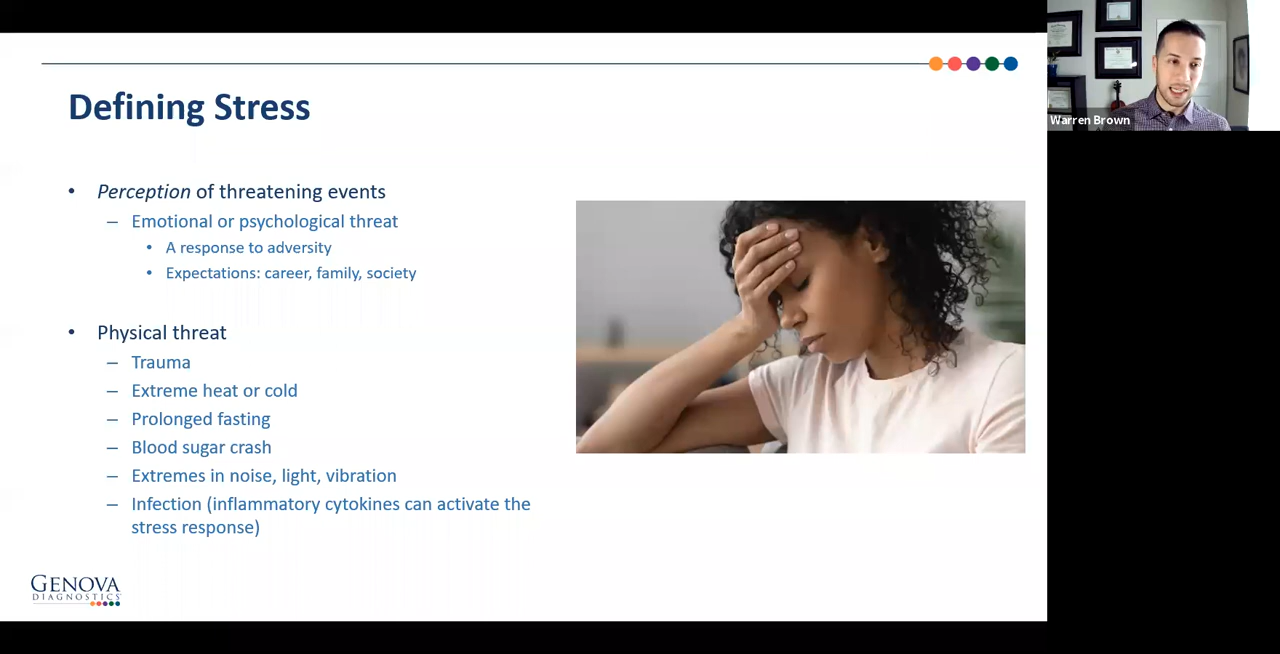 Defining Stress
• Perception of threatening events
– Emotional or psychological threat
• A response to adversity
• Expectations: career, family, society
• Physical threat
– Trauma
– Extreme heat or cold
– Prolonged fasting
– Blood sugar crash
– Extremes in noise, light, vibration
– Infection (inflammatory cytokines can activate the
stress response)
GENOVA
DIAGNOSTICS
Warren Brown